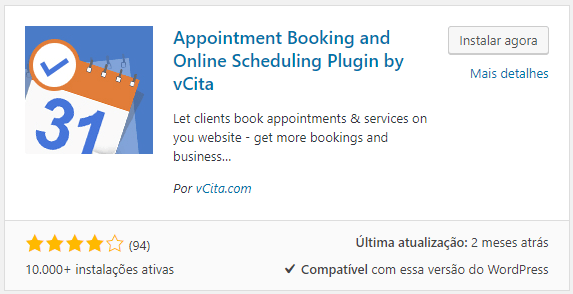 31
Appointment Booking and
Online Scheduling Plugin by
vCita
Instalar agora
Mais detalhes
Let clients book appointments & services on
you website - get more bookings and
business...
Por vCita.com
(94)
10.000+ instalações ativas
Última atualização: 2 meses atrás
Compatível com essa versão do WordPress